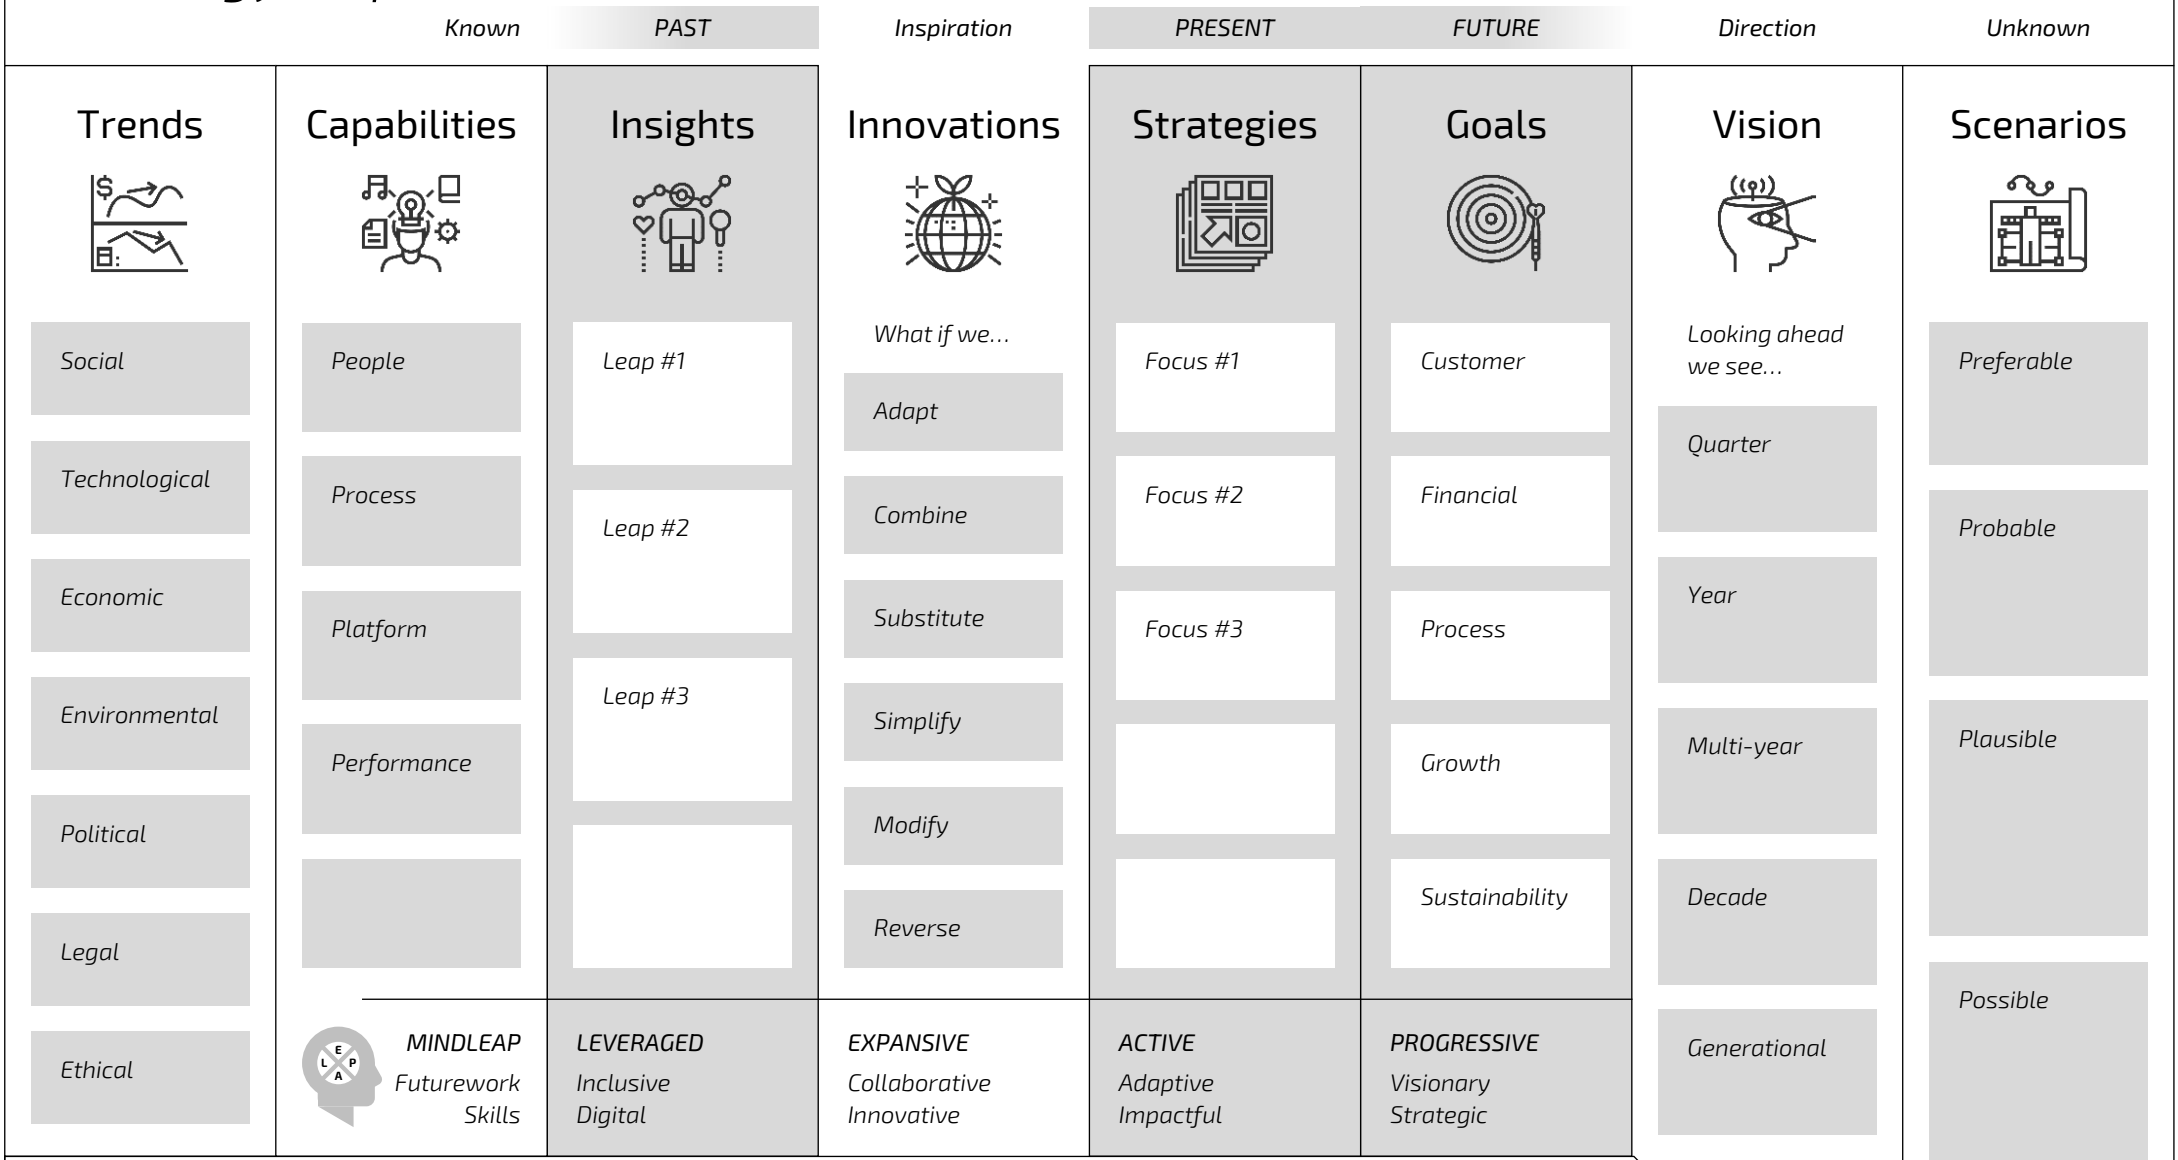 Known
PAST
Inspiration
PRESENT
FUTURE
Direction
Unknown
Trends
Capabilities
Insights
Innovations
Strategies
Goals
Vision
Scenarios
$
Social
Technological
Economic
Environmental
Political
Legal
Ethical
People
Process
Platform
Performance
Leap #1
Leap #2
Leap #3
What if we...
Adapt
Combine
Substitute
Simplify
Modify
Reverse
Focus #1
Focus #2
Focus #3
Customer
Financial
Process
Growth
Sustainability
Looking ahead
we see...
Quarter
Year
Multi-year
Decade
Generational
Preferable
Probable
Plausible
Possible
L E P A
MINDLEAP
Futurework
Skills
LEVERAGED
Inclusive
Digital
EXPANSIVE
Collaborative
Innovative
ACTIVE
Adaptive
Impactful
PROGRESSIVE
Visionary
Strategic